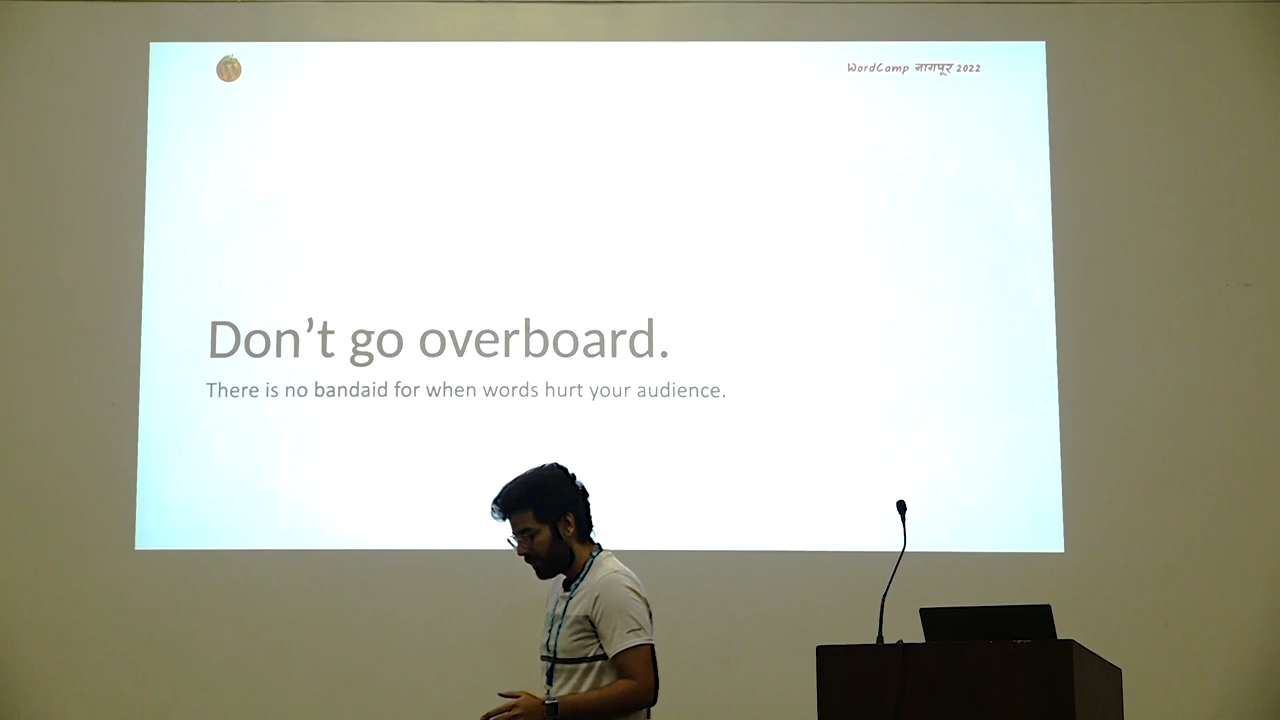 WordCamp नागपूर 2022
Don't go overboard.
There is no bandaid for when words hurt your audience.